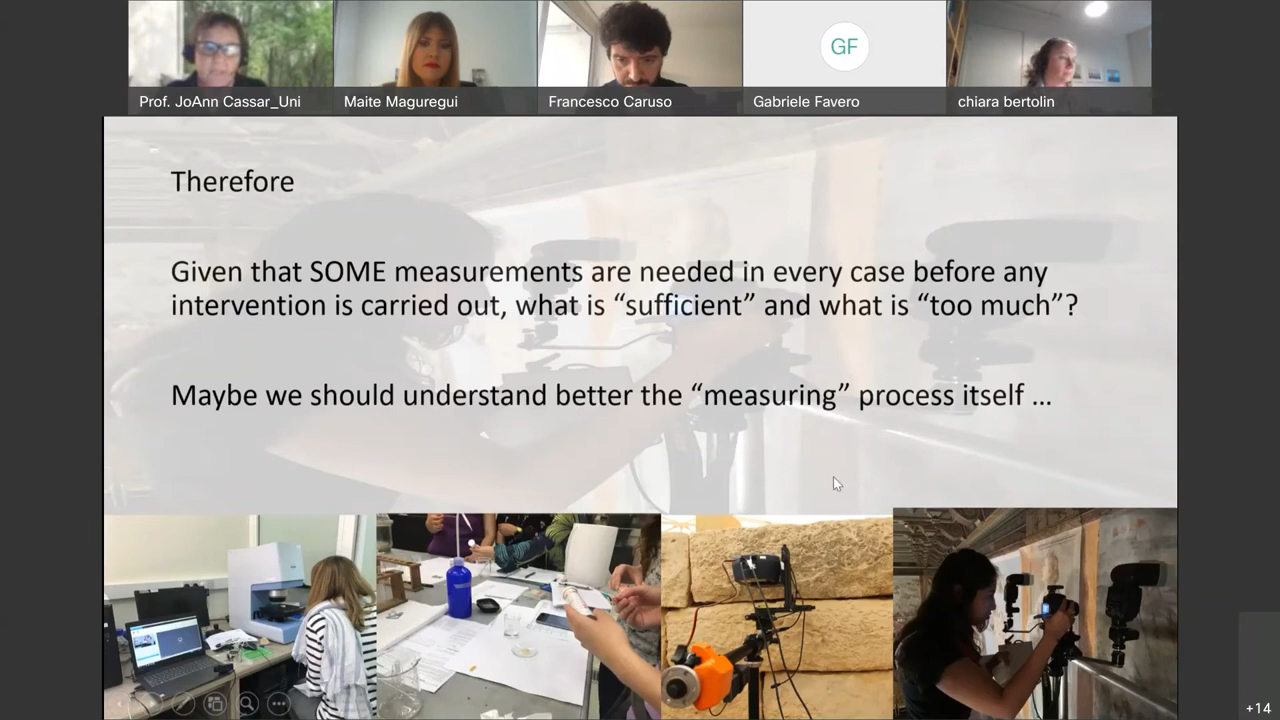 Prof. JoAnn Cassar_Uni
Maite Maguregui
Francesco Caruso
GF
Gabriele Favero
chiara bertolin
Therefore
Given that SOME measurements are needed in every case before any
intervention is carried out, what is “sufficient” and what is “too much”?
Maybe we should understand better the “measuring” process itself …
+14